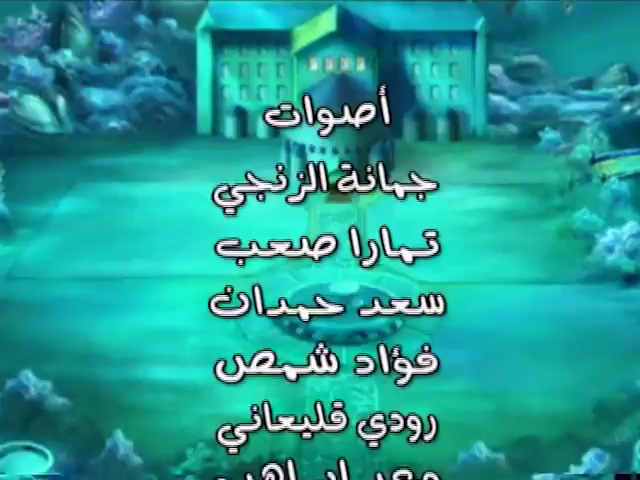 أصوات
جمانة الزنجي
تمارا صعب
سعد حمدان
فؤاد شمص
رودي قليعاني